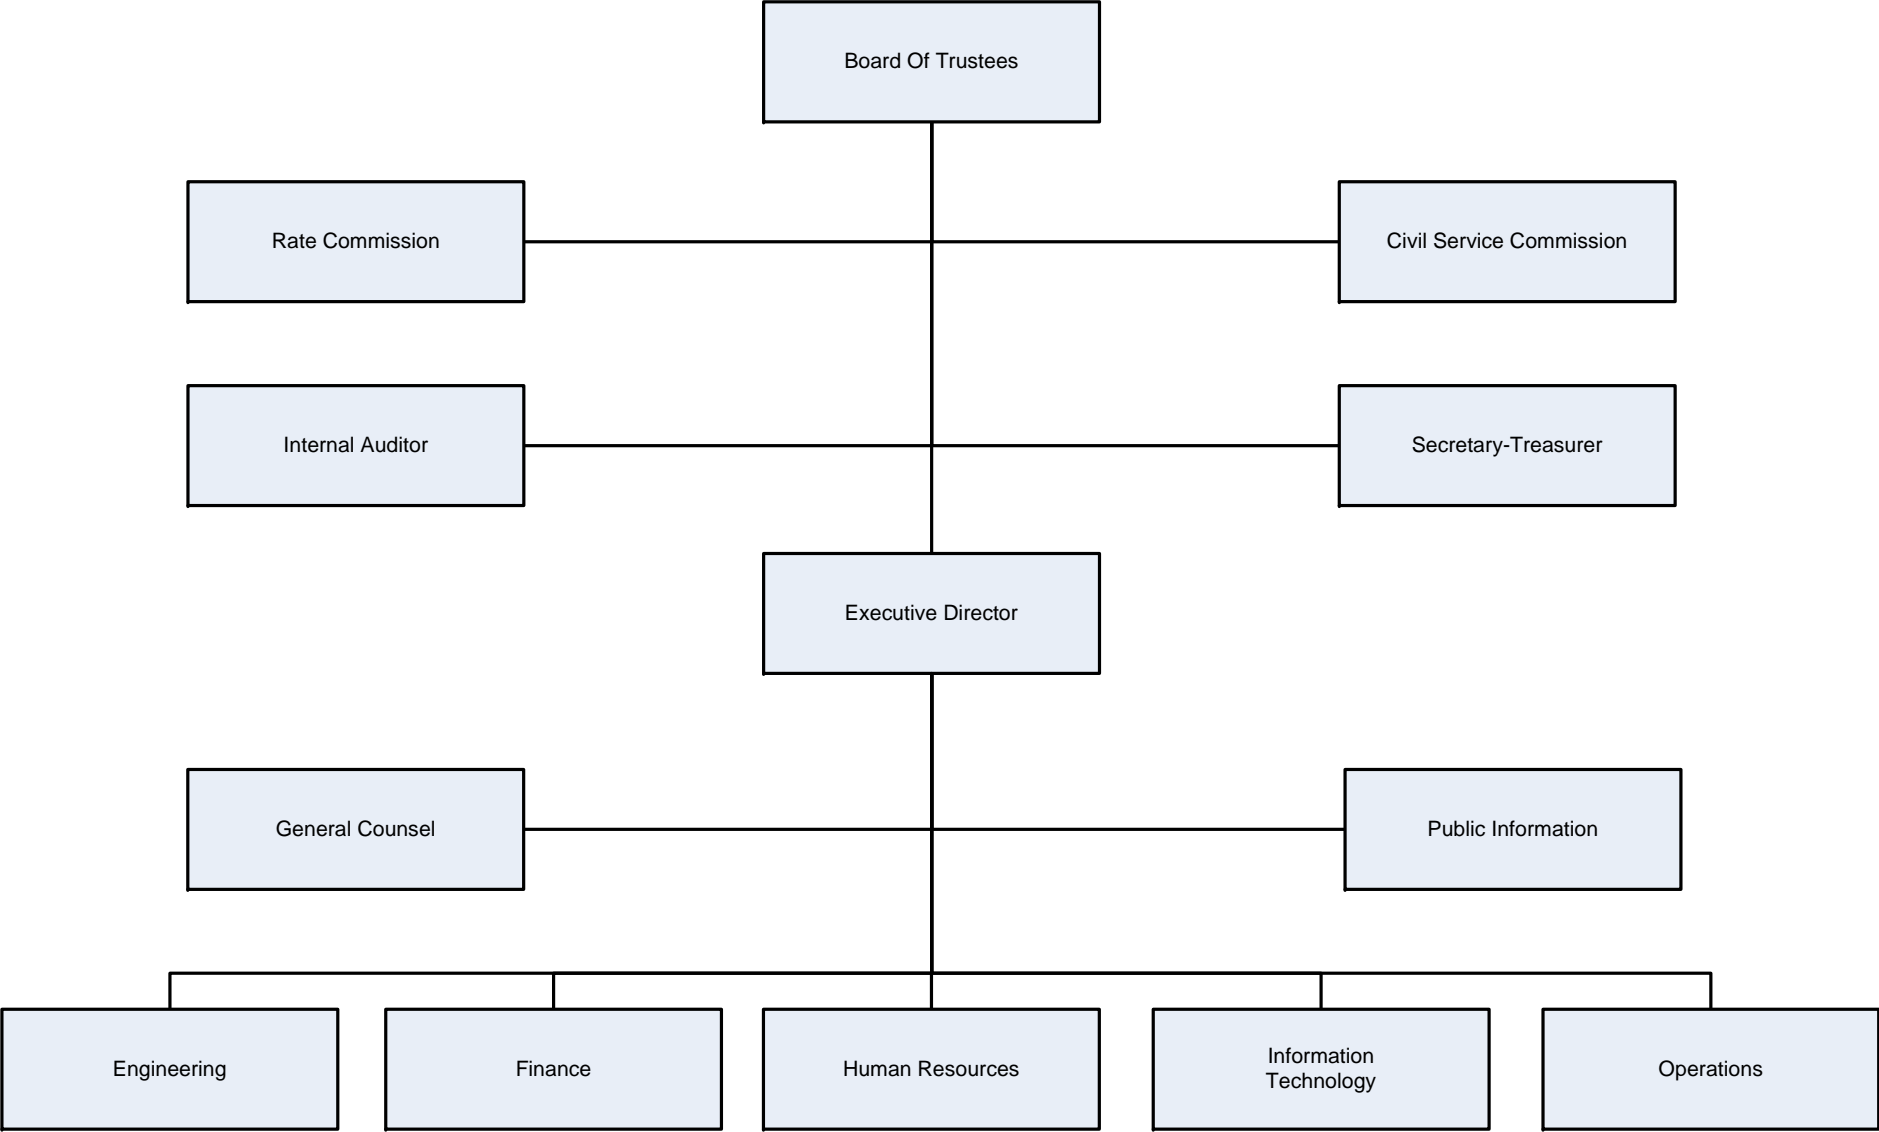 Board Of Trustees
Rate Commission
Civil Service Commission
Internal Auditor
Secretary-Treasurer
Executive Director
General Counsel
Public Information
Engineering
Finance
Human Resources
Information
Technology
Operations